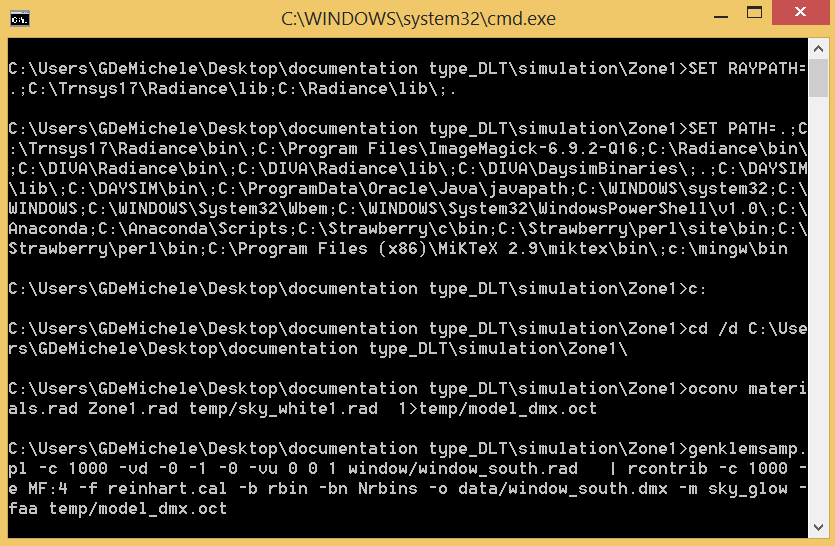 C:\WINDOWS\system32\cmd.exe
C:\Users\GDeMichele\Desktop\documentation type_DLT\simulation\Zone1>SET RAYPATH=
.;C:\Trnsys17\Radiance\lib;C:\Radiance\lib\;.
C:\Users\GDeMichele\Desktop\documentation type_DLT\simulation\Zone1>SET PATH=.;C
:\Trnsys17\Radiance\bin\;C:\Program Files\ImageMagick-6.9.2-Q16;C:\Radiance\bin\
;C:\DIVA\Radiance\bin\;C:\DIVA\Radiance\lib\;C:\DIVA\DaysimBinaries\;.;C:\DAYSIM
\lib\;C:\DAYSIM\bin\;C:\ProgramData\Oracle\Java\javapath;C:\WINDOWS\system32;C:\
WINDOWS;C:\WINDOWS\System32\Wbem;C:\WINDOWS\System32\WindowsPowerShell\v1.0\;C:\
Anaconda;C:\Anaconda\Scripts;C:\Strawberry\c\bin;C:\Strawberry\perl\site\bin;C:\
Strawberry\perl\bin;C:\Program Files (x86)\MiKTeX 2.9\miktex\bin\;c:\mingw\bin
C:\Users\GDeMichele\Desktop\documentation type_DLT\simulation\Zone1>c:
C:\Users\GDeMichele\Desktop\documentation type_DLT\simulation\Zone1>cd /d C:\Use
rs\GDeMichele\Desktop\documentation type_DLT\simulation\Zone1\
C:\Users\GDeMichele\Desktop\documentation type_DLT\simulation\Zone1>oconv materi
als.rad Zone1.rad temp/sky_white1.rad  1>temp/model_dmx.oct
C:\Users\GDeMichele\Desktop\documentation type_DLT\simulation\Zone1>genklemsamp.
pl -c 1000 -vd -0 -1 -0 -vu 0 0 1 window/window_south.rad   | rcontrib -c 1000 -
e MF:4 -f reinhart.cal -b rbin -bn Nrbins -o data/window_south.dmx -m sky_glow -
faa temp/model_dmx.oct